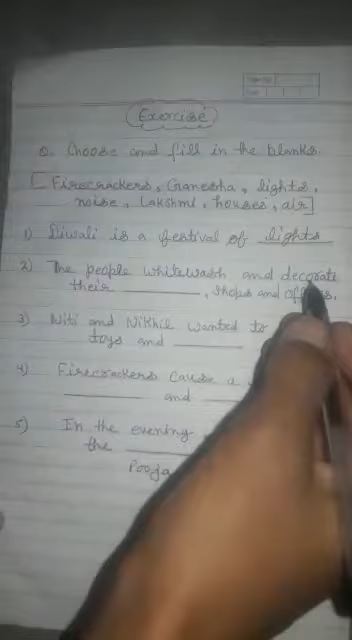 Exercise
Q. Choose and fill in the blanks.
[Firecrackers, Ganesha, lights,
noise, Lakshmi, houses, air]
1) Diwali is a festival of lights
2) The people whitewash and decorate
their ________, shops and offices.
3) Niti and Nikhil wanted to
toys and ________
4) Firecrackers cause a
________ and ________
5) In the evening
the ________
Pooja